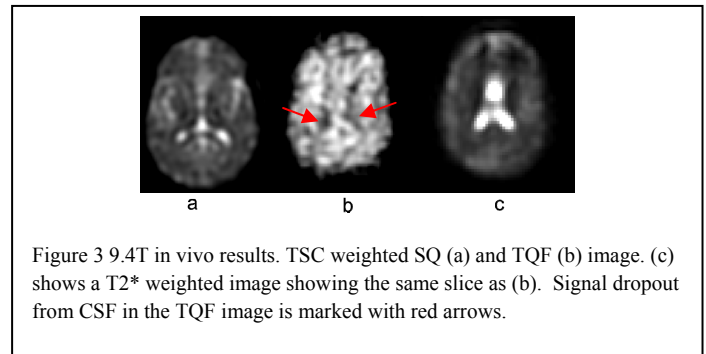 a b c
Figure 3 9.4T in vivo results. TSC weighted SQ (a) and TQF (b) image. (c)
shows a T2* weighted image showing the same slice as (b).  Signal dropout
from CSF in the TQF image is marked with red arrows.